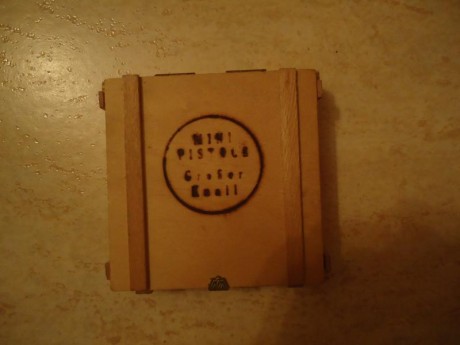 MINI
PISTOLE
Großer
Knall